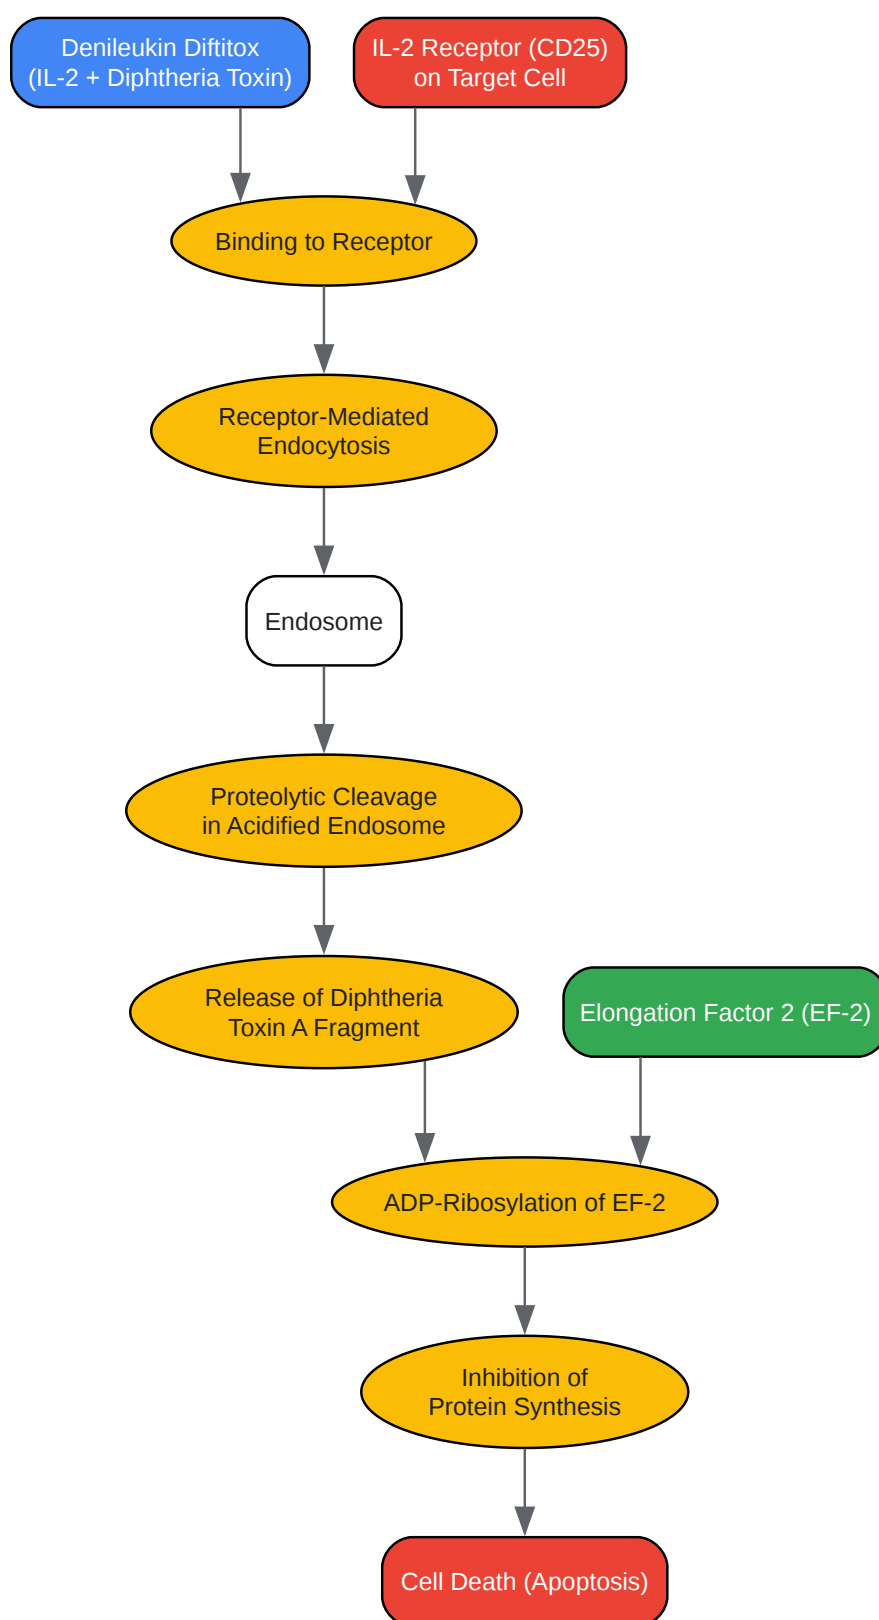 Denileukin Diftitox
(IL-2 + Diphtheria Toxin)
IL-2 Receptor (CD25)
on Target Cell
Binding to Receptor
Receptor-Mediated
Endocytosis
Endosome
Proteolytic Cleavage
in Acidified Endosome
Release of Diphtheria
Toxin A Fragment
Elongation Factor 2 (EF-2)
ADP-Ribosylation of EF-2
Inhibition of
Protein Synthesis
Cell Death (Apoptosis)